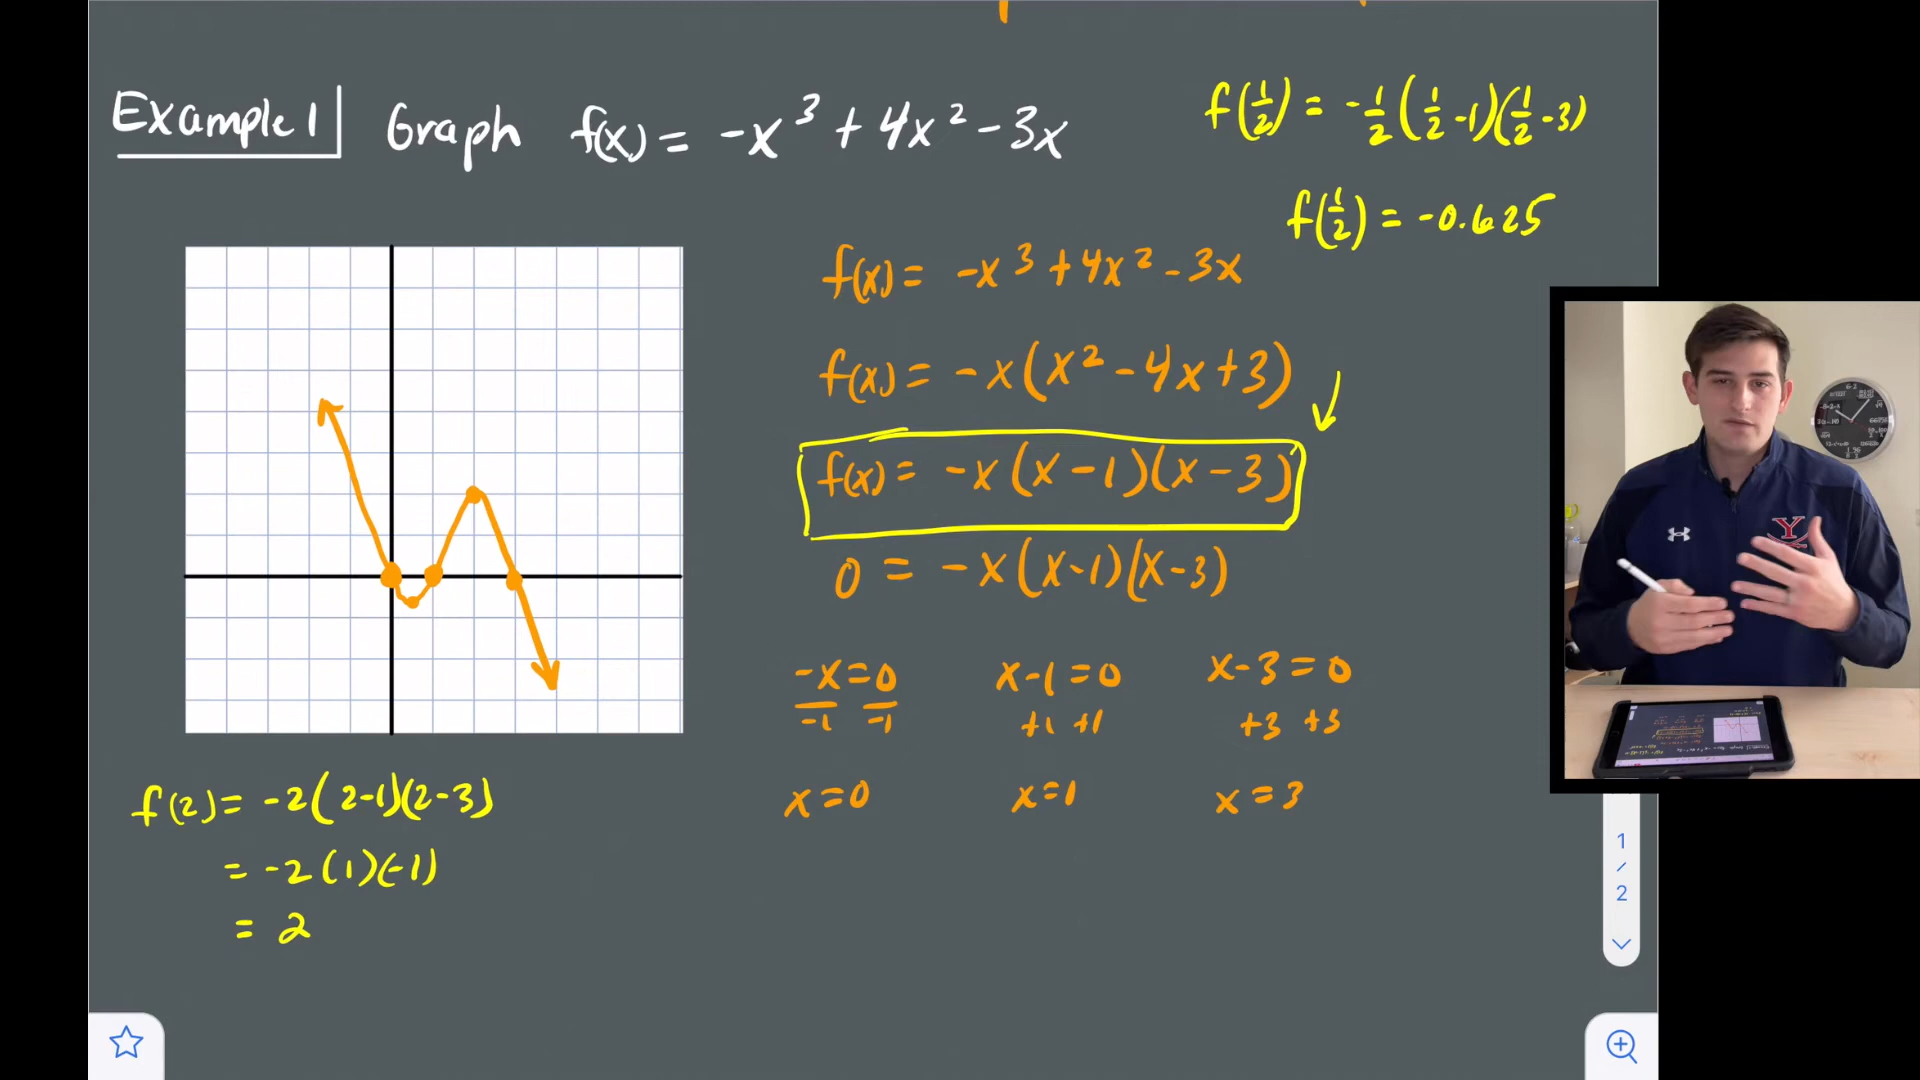 Example 1 Graph f(x) = -x³ + 4x² - 3x
f(1/2) = -1/2(1/2 -1)(1/2 -3)
f(1/2) = -0.625
f(x) = -x³ + 4x² - 3x
f(x) = -x(x² - 4x + 3)
f(x) = -x(x - 1)(x - 3)
0 = -x(x-1)(x-3)
-x = 0 x-1 = 0 x-3 = 0
-1 -1 +1 +1 +3 +3
x = 0 x = 1 x = 3
f(2) = -2(2-1)(2-3)
= -2(1)(-1)
= 2
Y
1
/
2